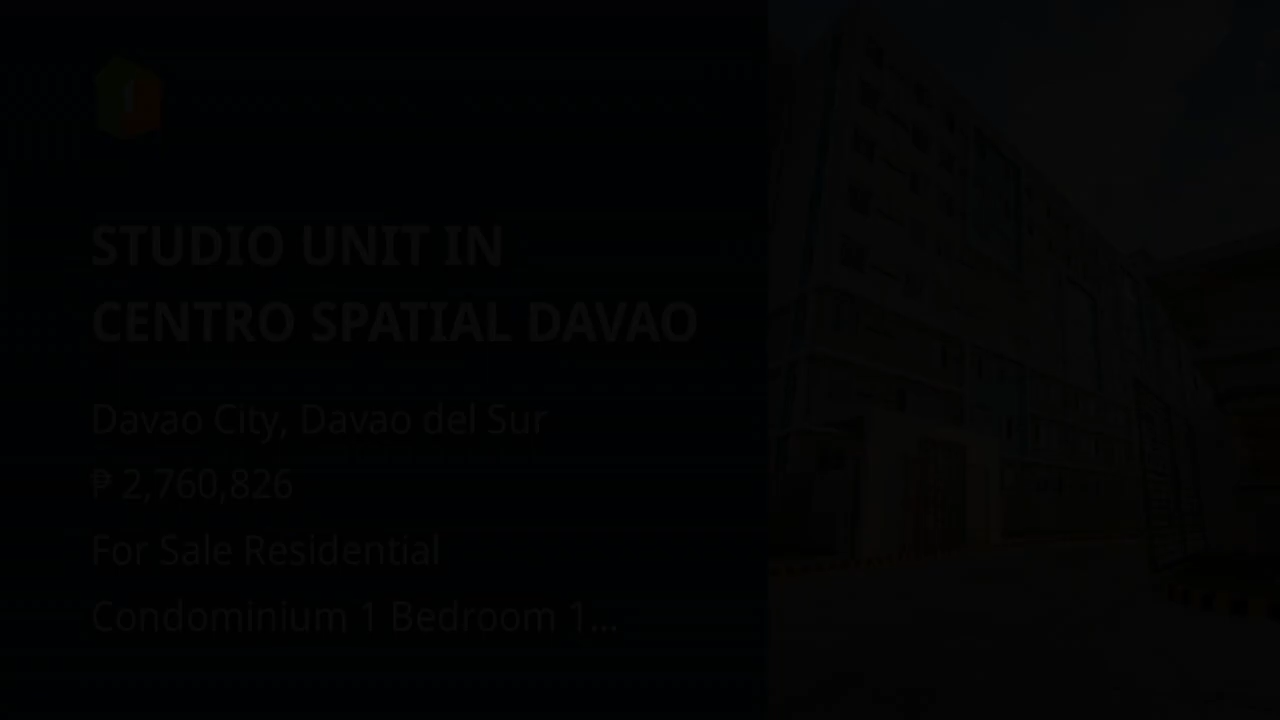 STUDIO UNIT IN
CENTRO SPATIAL DAVAO
Davao City, Davao del Sur
₱ 2,760,826
For Sale Residential
Condominium 1 Bedroom 1...